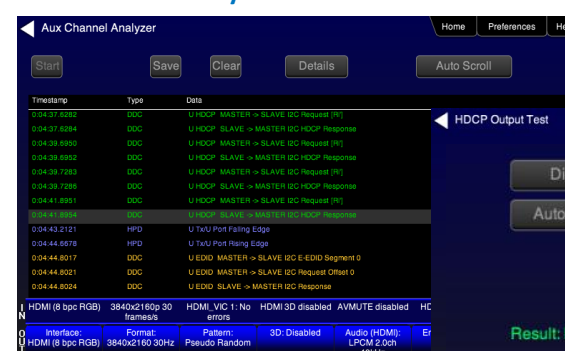 Aux Channel Analyzer
Home Preferences
Start Save Clear Details Auto Scroll
Timestamp Type Data
0:04:37.6282 DDC U HDCP MASTER -> SLAVE I2C Request [Ri']
0:04:37.6284 DDC U HDCP SLAVE -> MASTER I2C HDCP Response
0:04:39.6950 DDC U HDCP MASTER -> SLAVE I2C Request [Ri']
0:04:39.6952 DDC U HDCP SLAVE -> MASTER I2C HDCP Response
0:04:39.7283 DDC U HDCP MASTER -> SLAVE I2C Request [Ri']
0:04:39.7286 DDC U HDCP SLAVE -> MASTER I2C HDCP Response
0:04:41.8951 DDC U HDCP MASTER -> SLAVE I2C Request [Ri']
0:04:41.8954 DDC U HDCP SLAVE -> MASTER I2C HDCP Response
0:04:43.2121 HPD U Tx/U Port Falling Edge
0:04:44.6678 HPD U Tx/U Port Rising Edge
0:04:44.8017 DDC U EDID MASTER -> SLAVE I2C E-EDID Segment 0
0:04:44.8021 DDC U EDID MASTER -> SLAVE I2C Request Offset 0
0:04:44.8024 DDC U EDID SLAVE -> MASTER I2C Response
HDCP Output Test
Di
Auto
Result:
IN HDMI (8 bpc RGB) 3840x2160p 30 HDMI_VIC 1: No HDMI 3D disabled AVMUTE disabled HD
frames/s errors
OUT Interface: Format: Pattern: 3D: Disabled Audio (HDMI): Er
HDMI (8 bpc RGB) 3840x2160 30Hz Pseudo Random LPCM 2.0ch